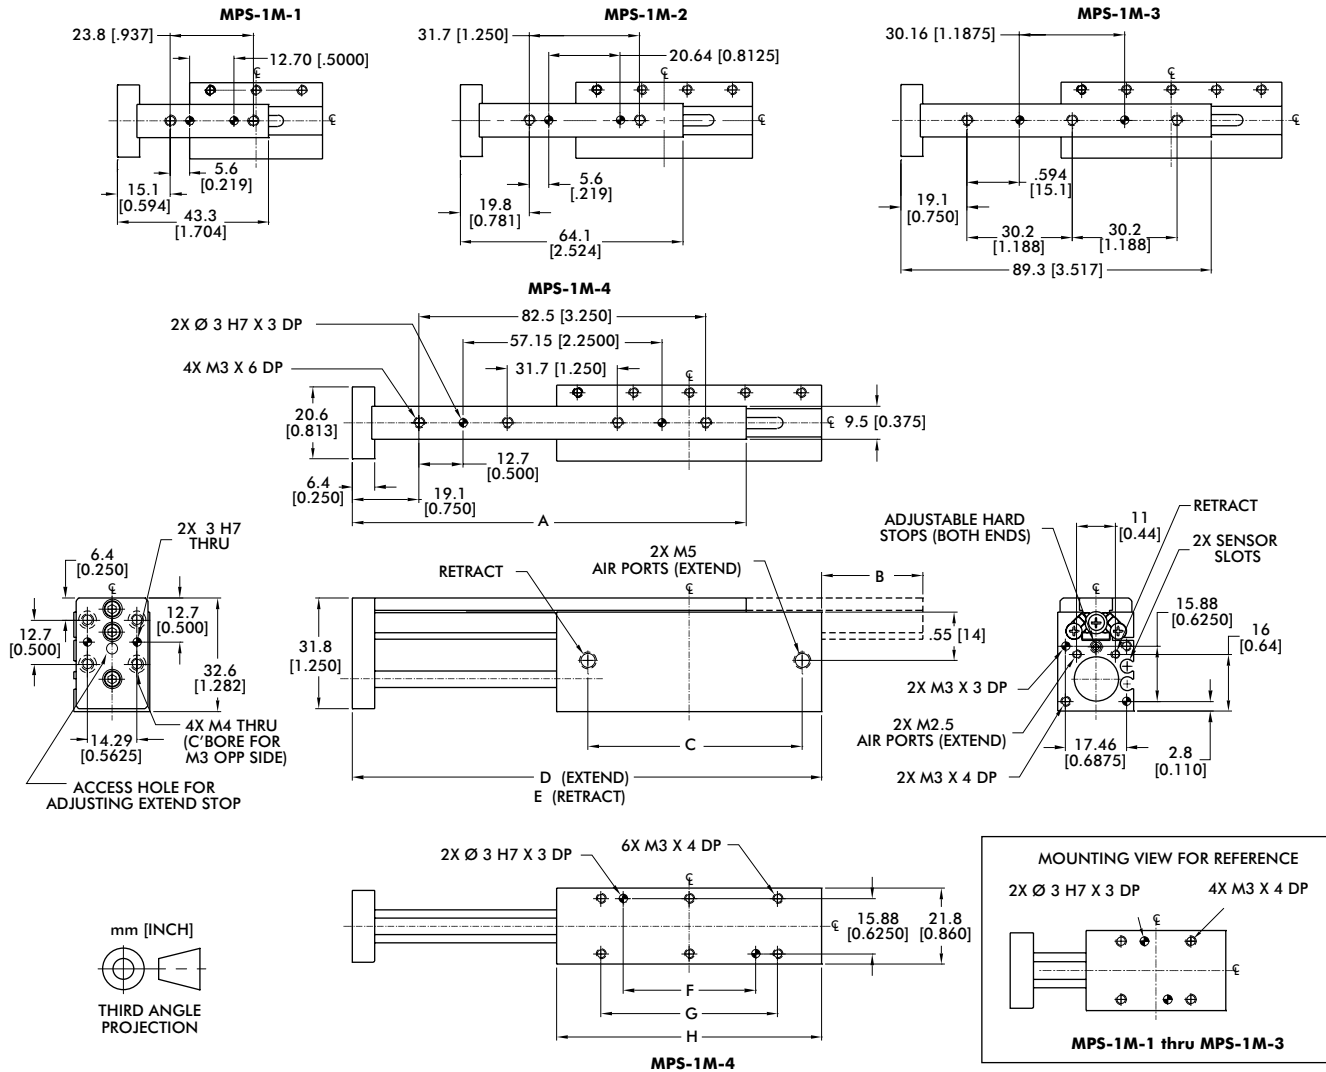 MPS-1M-1
23.8 [.937]
12.70 [.5000]
℄
℄
5.6
[0.219]
15.1
[0.594]
43.3
[1.704]
MPS-1M-2
31.7 [1.250]
20.64 [0.8125]
℄
℄
5.6
[.219]
19.8
[0.781]
64.1
[2.524]
MPS-1M-3
30.16 [1.1875]
℄
℄
.594
[15.1]
19.1
[0.750]
30.2
[1.188]
30.2
[1.188]
89.3 [3.517]
MPS-1M-4
2X Ø 3 H7 X 3 DP
82.5 [3.250]
57.15 [2.2500]
4X M3 X 6 DP
31.7 [1.250]
℄
20.6
[0.813]
℄
9.5 [0.375]
12.7
[0.500]
6.4
[0.250]
19.1
[0.750]
A
2X 3 H7
THRU
6.4
[0.250]
℄
12.7
[0.500]
12.7
[0.500]
32.6
[1.282]
4X M4 THRU
(C'BORE FOR
M3 OPP SIDE)
14.29
[0.5625]
ACCESS HOLE FOR
ADJUSTING EXTEND STOP
RETRACT
2X M5
AIR PORTS (EXTEND)
℄
B
31.8
[1.250]
.55 [14]
C
D (EXTEND)
E (RETRACT)
ADJUSTABLE HARD
STOPS (BOTH ENDS)
11
[0.44]
RETRACT
2X SENSOR
SLOTS
℄
15.88
[0.6250]
16
[0.64]
2X M3 X 3 DP
2X M2.5
AIR PORTS (EXTEND)
17.46
[0.6875]
2.8
[0.110]
2X M3 X 4 DP
2X Ø 3 H7 X 3 DP
6X M3 X 4 DP
℄
℄
15.88
[0.6250]
21.8
[0.860]
F
G
H
MPS-1M-4
mm [INCH]
THIRD ANGLE
PROJECTION
MOUNTING VIEW FOR REFERENCE
2X Ø 3 H7 X 3 DP
4X M3 X 4 DP
℄
℄
MPS-1M-1 thru MPS-1M-3